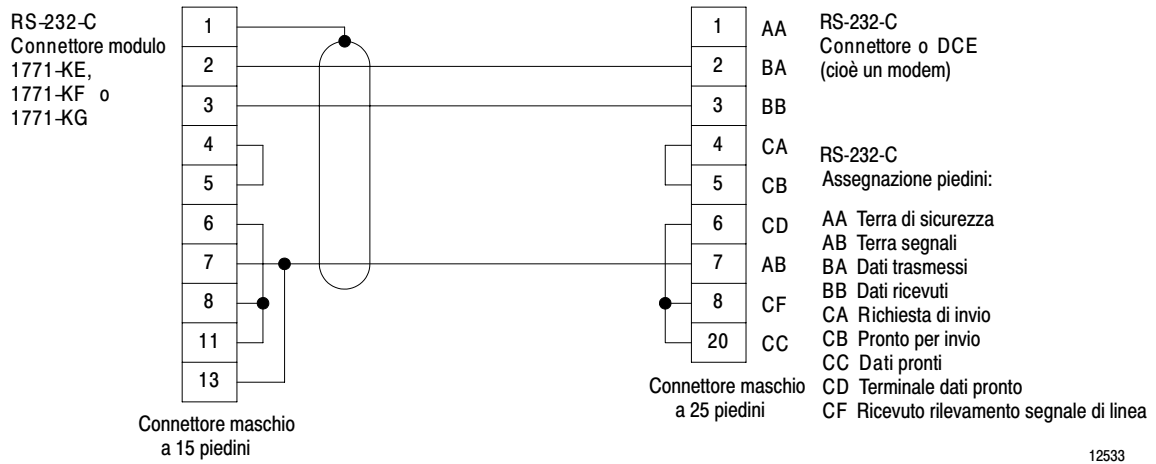 RS-232-C
Connettore modulo
1771-KE,
1771-KF o
1771-KG
1
2
3
4
5
6
7
8
11
13
Connettore maschio
a 15 piedini
1 AA
2 BA
3 BB
4 CA
5 CB
6 CD
7 AB
8 CF
20 CC
Connettore maschio
a 25 piedini
RS-232-C
Connettore o DCE
(cioè un modem)
RS-232-C
Assegnazione piedini:
AA Terra di sicurezza
AB Terra segnali
BA Dati trasmessi
BB Dati ricevuti
CA Richiesta di invio
CB Pronto per invio
CC Dati pronti
CD Terminale dati pronto
CF Ricevuto rilevamento segnale di linea
12533